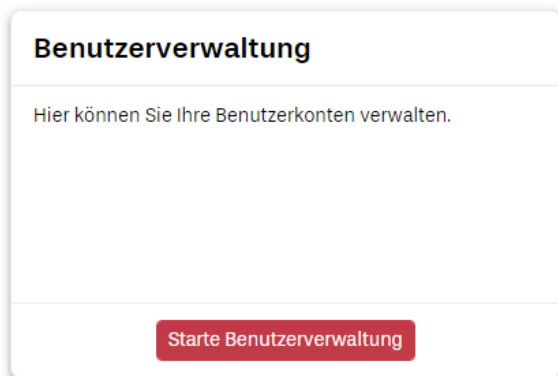 Benutzerverwaltung
Hier können Sie Ihre Benutzerkonten verwalten.
Starte Benutzerverwaltung